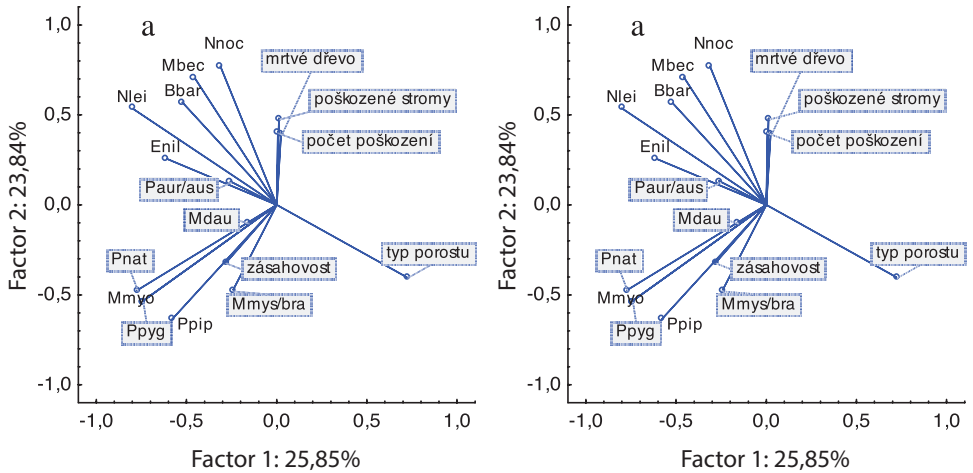 1,0
a
Nnoc
mrtvé dřevo
Mbec
Bbar
Nlei
poškozené stromy
0,5
počet poškození
Enil
Paur/aus
0,0
Mdau
typ porostu
Pnat
zásahovost
Mmyo
-0,5
Mmys/bra
Ppip
Ppyg
-1,0
-1,0 -0,5 0,0 0,5 1,0
Factor 1: 25,85%
Factor 2: 23,84%
1,0
a
Nnoc
mrtvé dřevo
Mbec
Bbar
Nlei
poškozené stromy
0,5
počet poškození
Enil
Paur/aus
0,0
Mdau
typ porostu
Pnat
zásahovost
Mmyo
-0,5
Mmys/bra
Ppip
Ppyg
-1,0
-1,0 -0,5 0,0 0,5 1,0
Factor 1: 25,85%
Factor 2: 23,84%